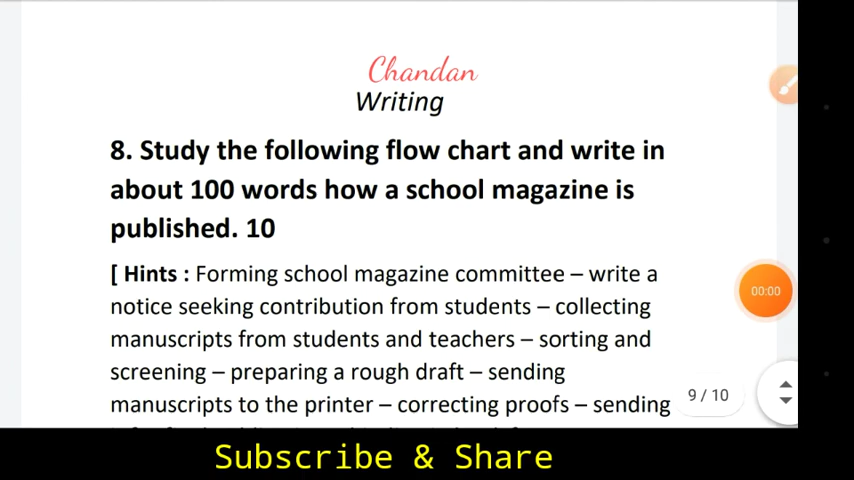 Chandan
Writing
8. Study the following flow chart and write in
about 100 words how a school magazine is
published. 10
[ Hints : Forming school magazine committee – write a
notice seeking contribution from students – collecting
manuscripts from students and teachers – sorting and
screening – preparing a rough draft – sending
manuscripts to the printer – correcting proofs – sending
00:00
9 / 10
Subscribe & Share